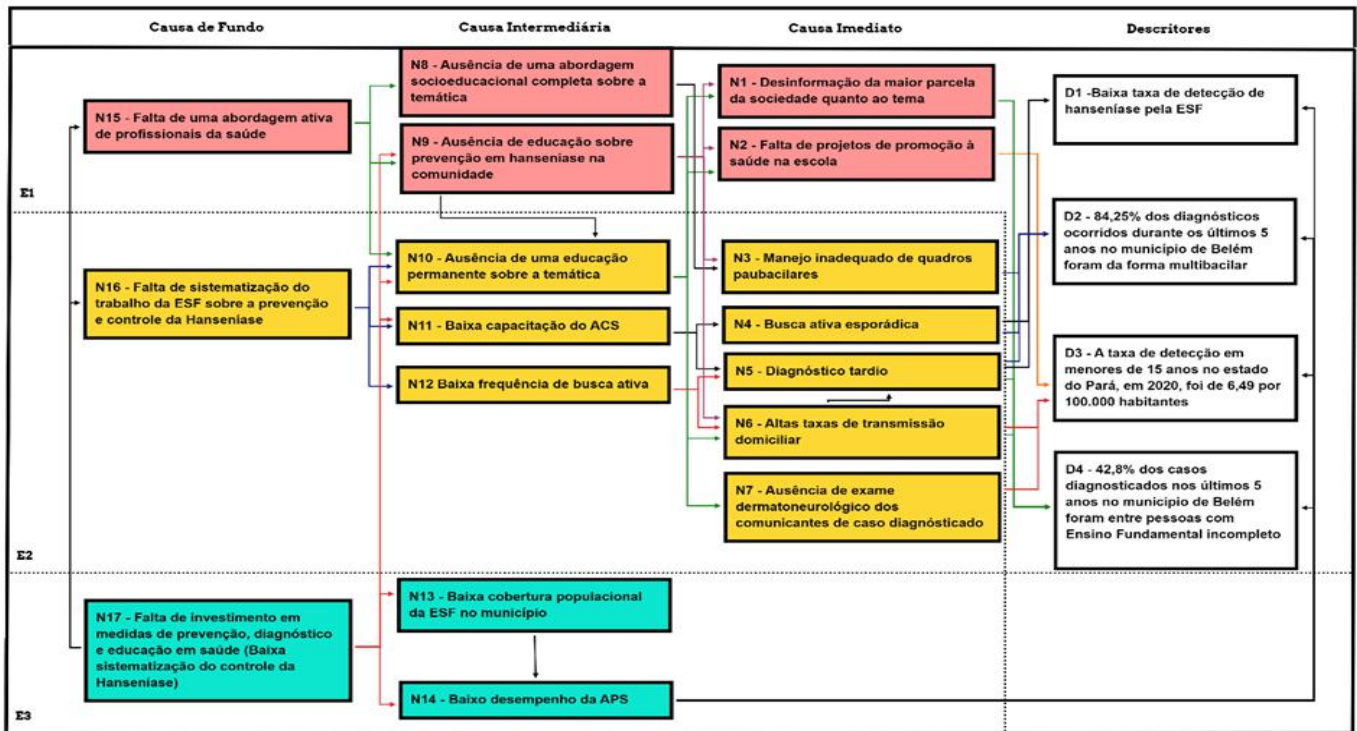 Causa de Fundo
Causa Intermediária
Causa Imediato
Descritores
N15 - Falta de uma abordagem ativa
de profissionais da saúde
E1
N8 - Ausência de uma abordagem
socioeducacional completa sobre a
temática
N9 - Ausência de educação sobre
prevenção em hanseniase na
comunidade
N1 - Desinformação da maior parcela
da sociedade quanto ao tema
N2 - Falta de projetos de promoção à
saúde na escola
D1 -Baixa taxa de detecção de
hanseníase pela ESF
N16 - Falta de sistematização do
trabalho da ESF sobre a prevenção
e controle da Hanseníase
E2
N10 - Ausência de uma educação
permanente sobre a temática
N11 - Baixa capacitação do ACS
N12 Baixa frequência de busca ativa
N3 - Manejo inadequado de quadros
paubacilares
N4 - Busca ativa esporádica
N5 - Diagnóstico tardio
N6 - Altas taxas de transmissão
domiciliar
N7 - Ausência de exame
dermatoneurológico dos
comunicantes de caso diagnósticado
D2 - 84,25% dos diagnósticos
ocorridos durante os últimos 5
anos no município de Belém
foram da forma multibacilar
D3 - A taxa de detecção em
menores de 15 anos no estado
do Pará, em 2020, foi de 6,49 por
100.000 habitantes
D4 - 42,8% dos casos
diagnosticados nos últimos 5
anos no município de Belém
foram entre pessoas com
Ensino Fundamental incompleto
N17 - Falta de investimento em
medidas de prevenção, diagnóstico
e educação em saúde (Baixa
sistematização do controle da
Hanseníase)
E3
N13 - Baixa cobertura populacional
da ESF no município
N14 - Baixo desempenho da APS